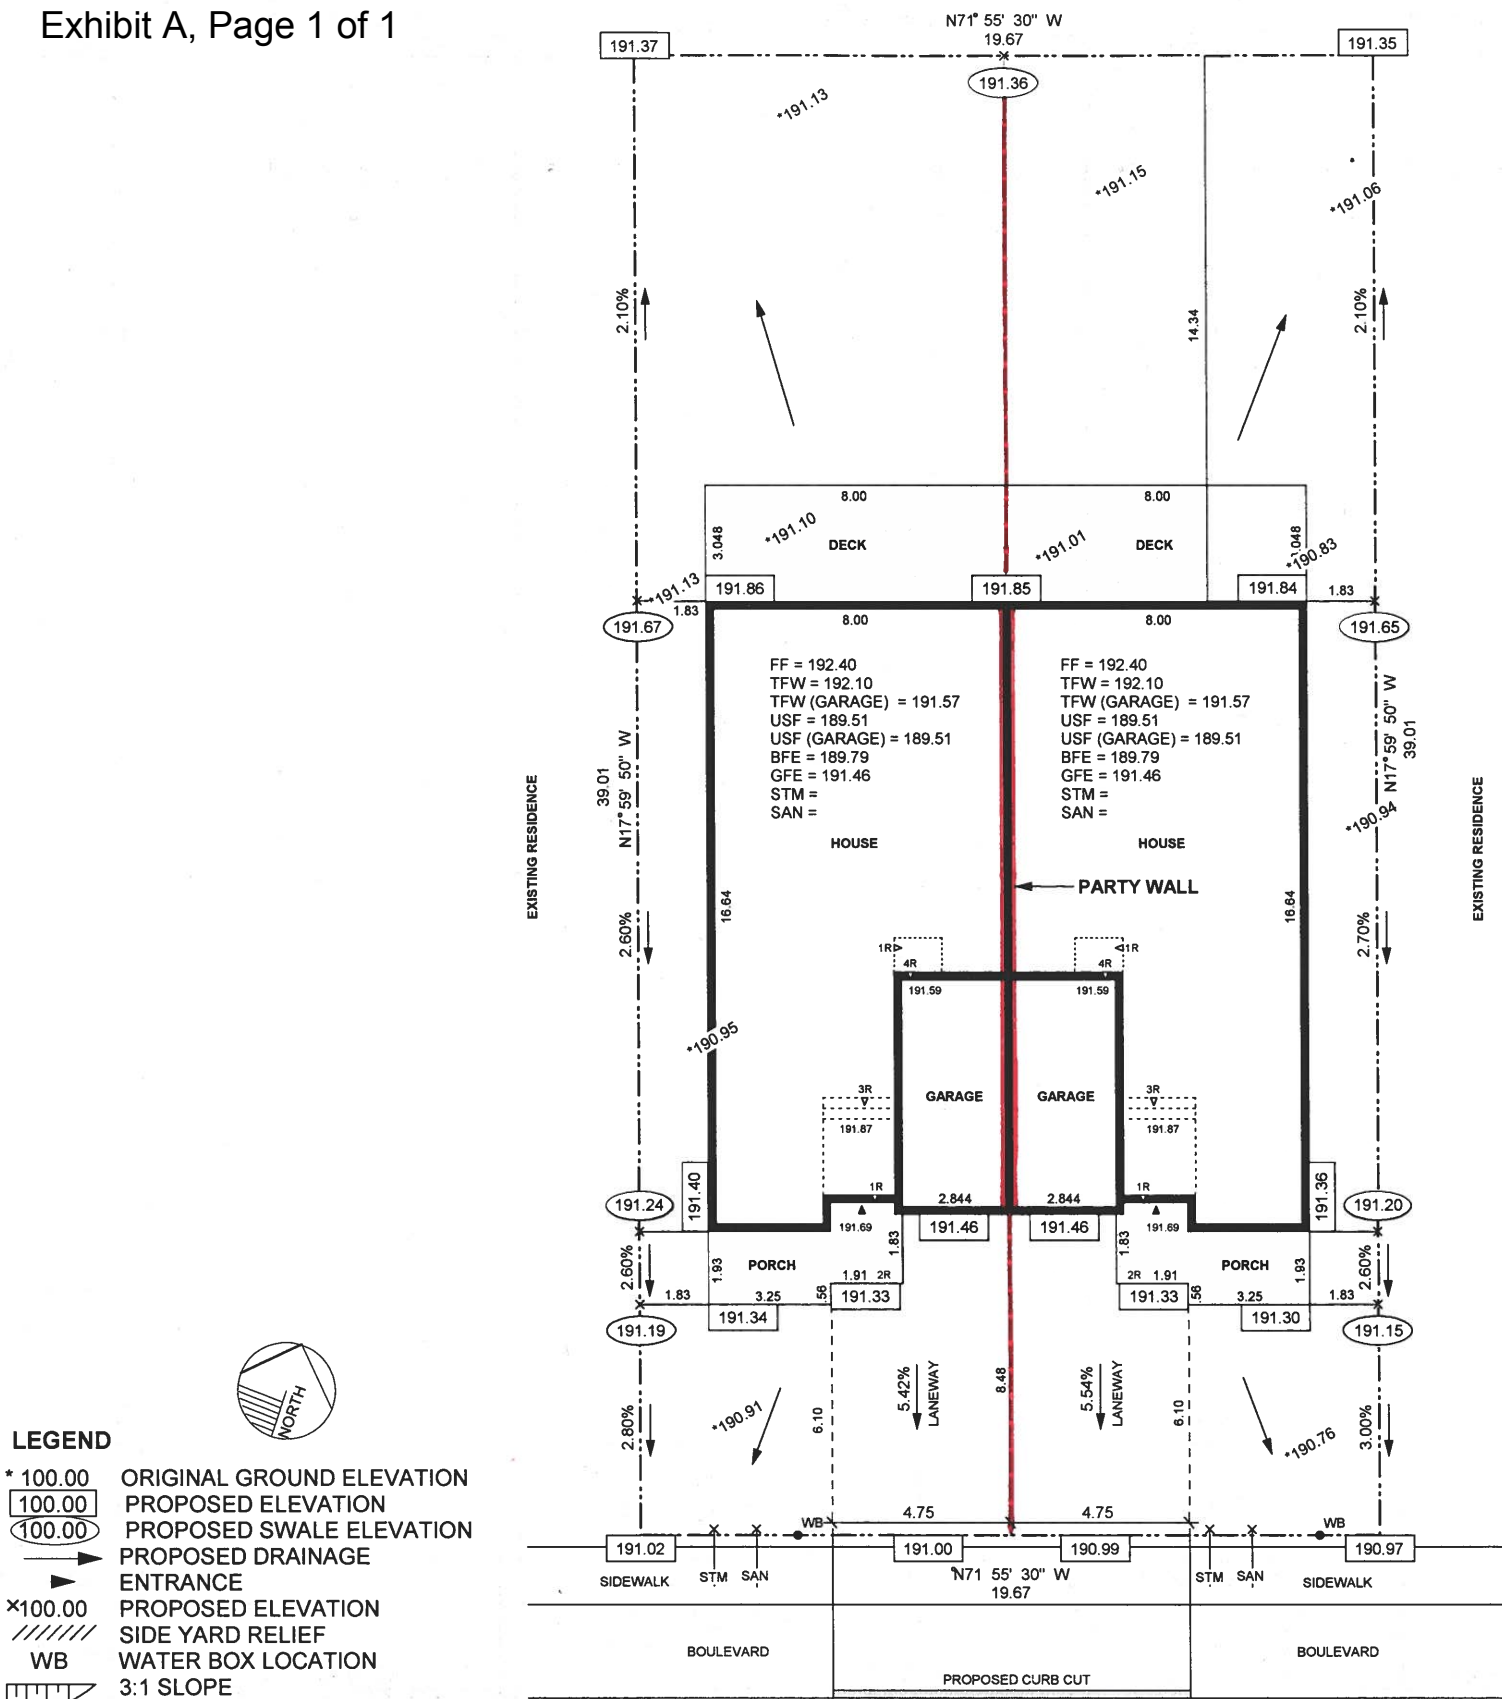 Exhibit A, Page 1 of 1
N71° 55' 30" W
19.67
191.37
191.35
191.36
*191.13
*191.15
*191.06
2.10%
2.10%
14.34
8.00
8.00
3.048
*191.10
DECK
*191.01
DECK
3.048
*190.83
*191.13
191.86
191.85
191.84
1.83
1.83
191.67
8.00
8.00
191.65
FF = 192.40
TFW = 192.10
TFW (GARAGE) = 191.57
USF = 189.51
USF (GARAGE) = 189.51
BFE = 189.79
GFE = 191.46
STM =
SAN =
HOUSE
FF = 192.40
TFW = 192.10
TFW (GARAGE) = 191.57
USF = 189.51
USF (GARAGE) = 189.51
BFE = 189.79
GFE = 191.46
STM =
SAN =
HOUSE
39.01
N17° 59' 50" W
N17° 59' 50" W
39.01
EXISTING RESIDENCE
EXISTING RESIDENCE
*190.94
PARTY WALL
16.64
16.64
2.60%
2.70%
1R
1R
4R
4R
191.59
191.59
*190.95
3R
3R
GARAGE
GARAGE
191.87
191.87
191.40
191.36
191.24
191.20
1R
1R
2.844
2.844
191.69
191.46
191.46
191.69
1.83
1.83
2.60%
1.93
PORCH
PORCH
1.93
2.60%
1.91 2R
2R 1.91
1.83
3.25
.56
191.33
191.33
.56
3.25
1.83
191.34
191.30
191.19
191.15
NORTH
5.42%
LANEWAY
8.48
5.54%
LANEWAY
2.80%
*190.91
6.10
6.10
*190.76
3.00%
WB
4.75
4.75
WB
191.02
191.00
190.99
190.97
SIDEWALK
STM
SAN
N71° 55' 30" W
19.67
STM
SAN
SIDEWALK
BOULEVARD
BOULEVARD
PROPOSED CURB CUT
LEGEND
* 100.00 ORIGINAL GROUND ELEVATION
100.00 PROPOSED ELEVATION
100.00 PROPOSED SWALE ELEVATION
PROPOSED DRAINAGE
ENTRANCE
×100.00 PROPOSED ELEVATION
SIDE YARD RELIEF
WB WATER BOX LOCATION
3:1 SLOPE